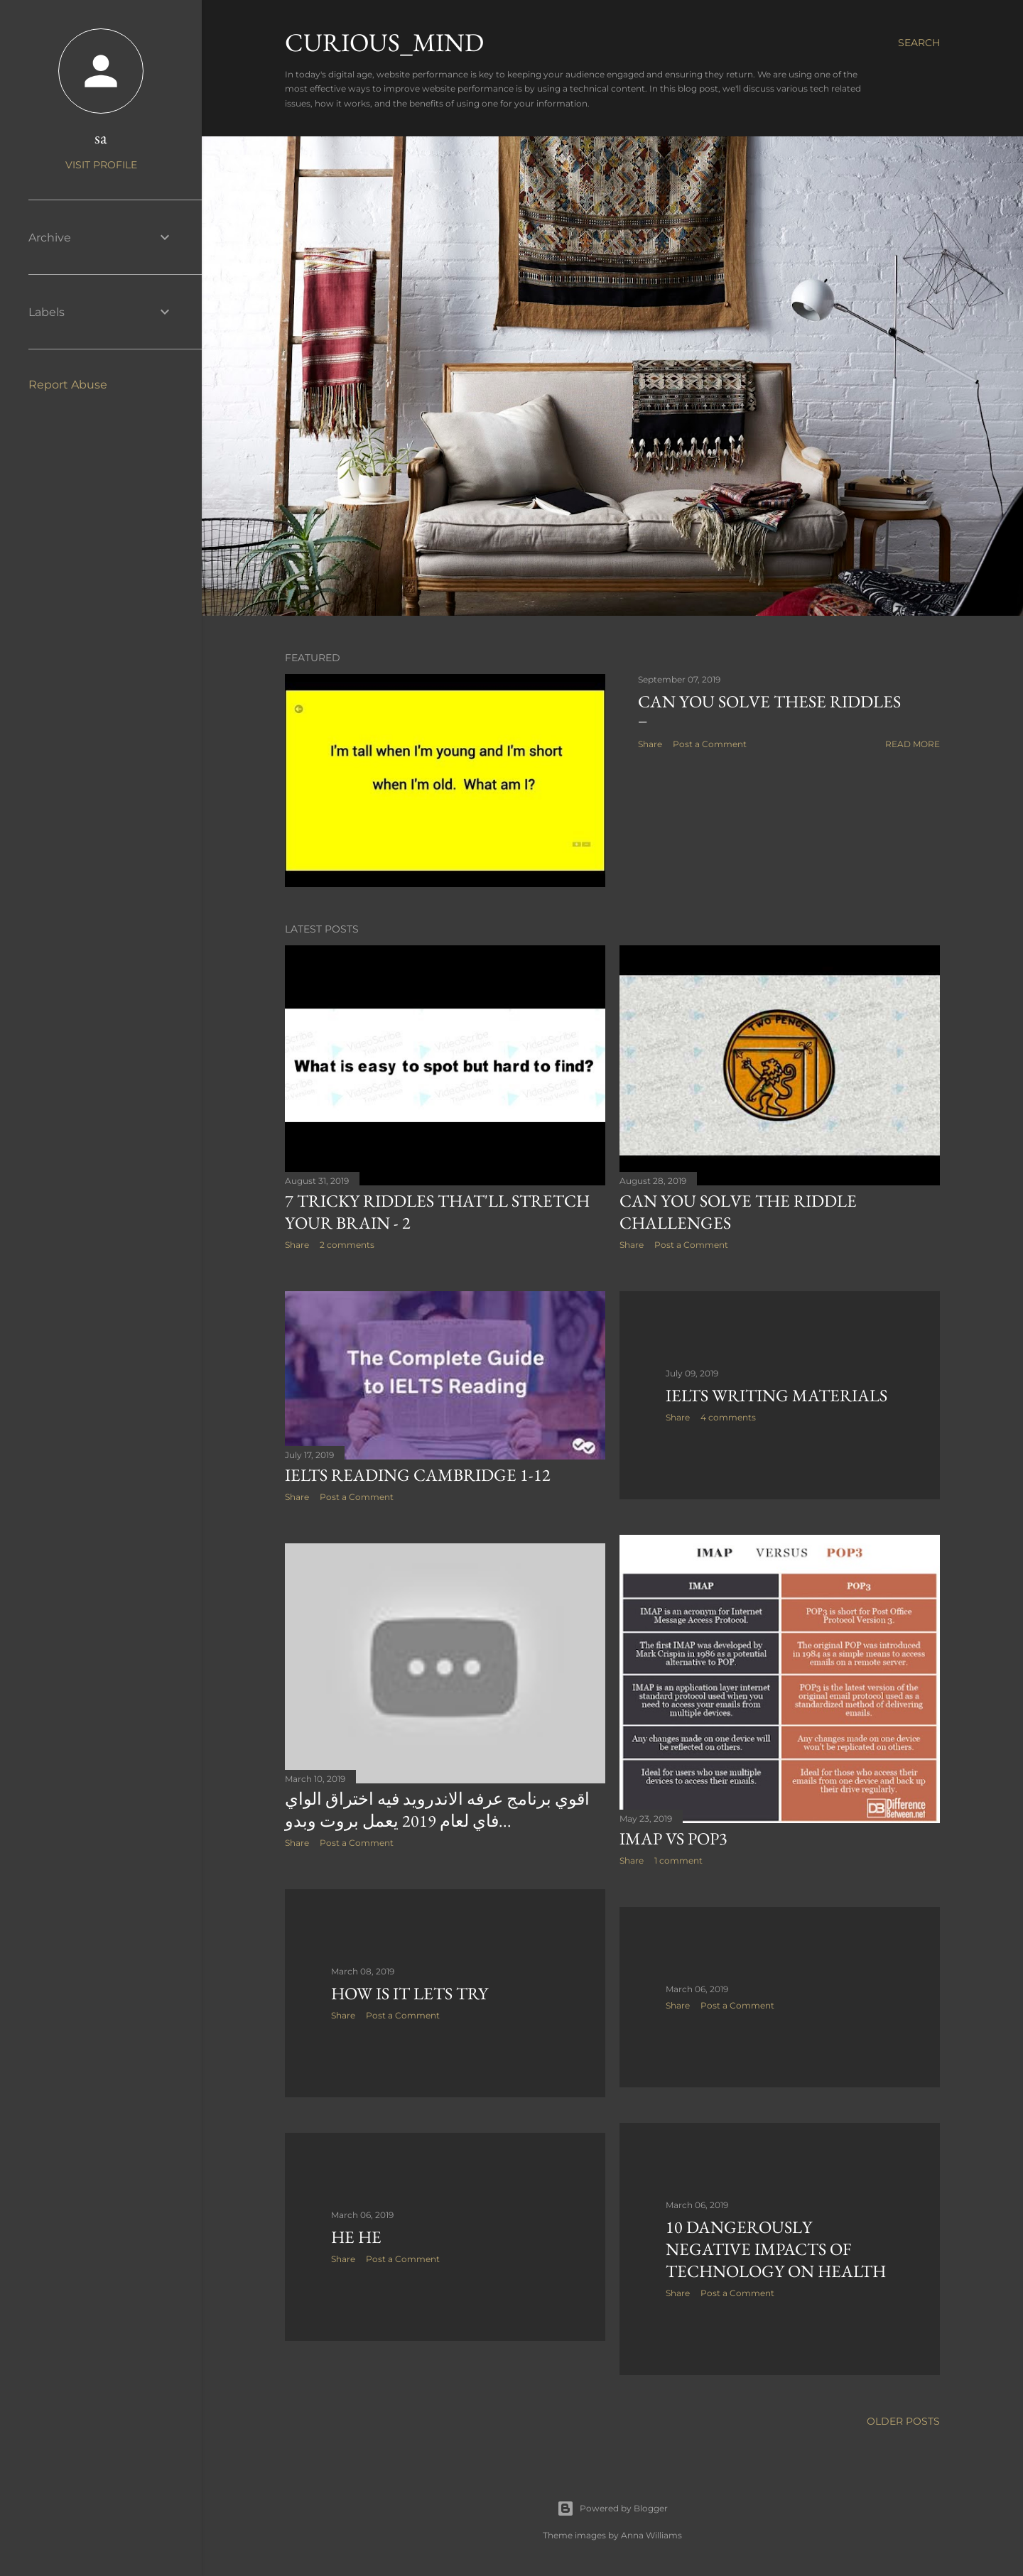 CURIOUS_MIND
SEARCH
In today's digital age, website performance is key to keeping your audience engaged and ensuring they return. We are using one of the
most effective ways to improve website performance is by using a technical content. In this blog post, we'll discuss various tech related
issues, how it works, and the benefits of using one for your information.
sa
VISIT PROFILE
Archive
Labels
Report Abuse
FEATURED
I'm tall when I'm young and I'm short
when I'm old. What am I?
September 07, 2019
CAN YOU SOLVE THESE RIDDLES
Share Post a Comment READ MORE
LATEST POSTS
What is easy to spot but hard to find?
August 31, 2019
7 TRICKY RIDDLES THAT'LL STRETCH
YOUR BRAIN - 2
Share 2 comments
TWO PENCE
August 28, 2019
CAN YOU SOLVE THE RIDDLE
CHALLENGES
Share Post a Comment
The Complete Guide
to IELTS Reading
July 17, 2019
IELTS READING CAMBRIDGE 1-12
Share Post a Comment
July 09, 2019
IELTS WRITING MATERIALS
Share 4 comments
March 10, 2019
اقوي برنامج عرفه الاندرويد فيه اختراق الواي
فاي لعام 2019 يعمل بروت وبدو...
Share Post a Comment
IMAP VERSUS POP3
IMAP POP3
IMAP is an acronym for Internet
Message Access Protocol.
POP3 is short for Post Office
Protocol Version 3.
The first IMAP was developed by
Mark Crispin in 1986 as a potential
alternative to POP.
The original POP was introduced
in 1984 as a simple means to access
emails on a remote server.
IMAP is an application layer internet
standard protocol used when you
need to access your emails from
multiple devices.
POP3 is the latest version of the
original email protocol used as a
standardized method of delivering
emails.
Any changes made on one device will
be reflected on others.
Any changes made on one device
won't be replicated on others.
Ideal for users who use multiple
devices to access their emails.
Ideal for those who access their
emails from one device and back up
their drive regularly.
DB Difference
Between.net
May 23, 2019
IMAP VS POP3
Share 1 comment
March 08, 2019
HOW IS IT LETS TRY
Share Post a Comment
March 06, 2019
Share Post a Comment
March 06, 2019
HE HE
Share Post a Comment
March 06, 2019
10 DANGEROUSLY
NEGATIVE IMPACTS OF
TECHNOLOGY ON HEALTH
Share Post a Comment
OLDER POSTS
Powered by Blogger
Theme images by Anna Williams